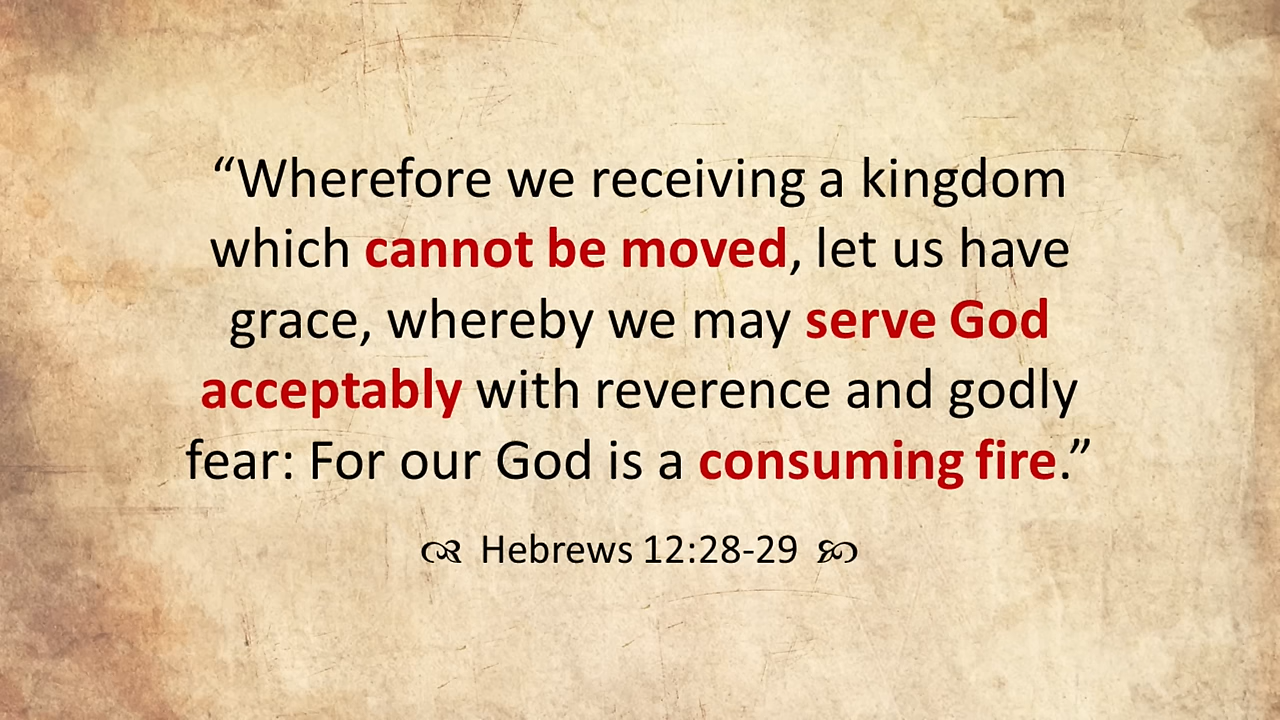 “Wherefore we receiving a kingdom
which cannot be moved, let us have
grace, whereby we may serve God
acceptably with reverence and godly
fear: For our God is a consuming fire.”
Hebrews 12:28-29